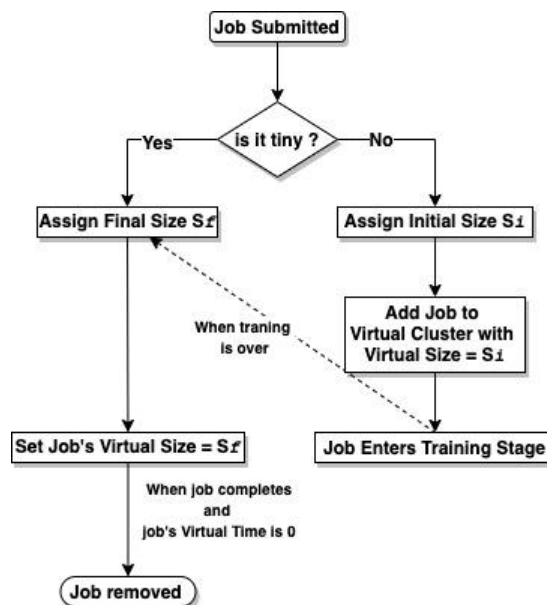 Job Submitted
is it tiny ?
Yes
No
Assign Final Size Sf
Assign Initial Size Si
Add Job to
Virtual Cluster with
Virtual Size = Si
When traning
is over
Set Job's Virtual Size = Sf
Job Enters Training Stage
When job completes
and
job's Virtual Time is 0
Job removed